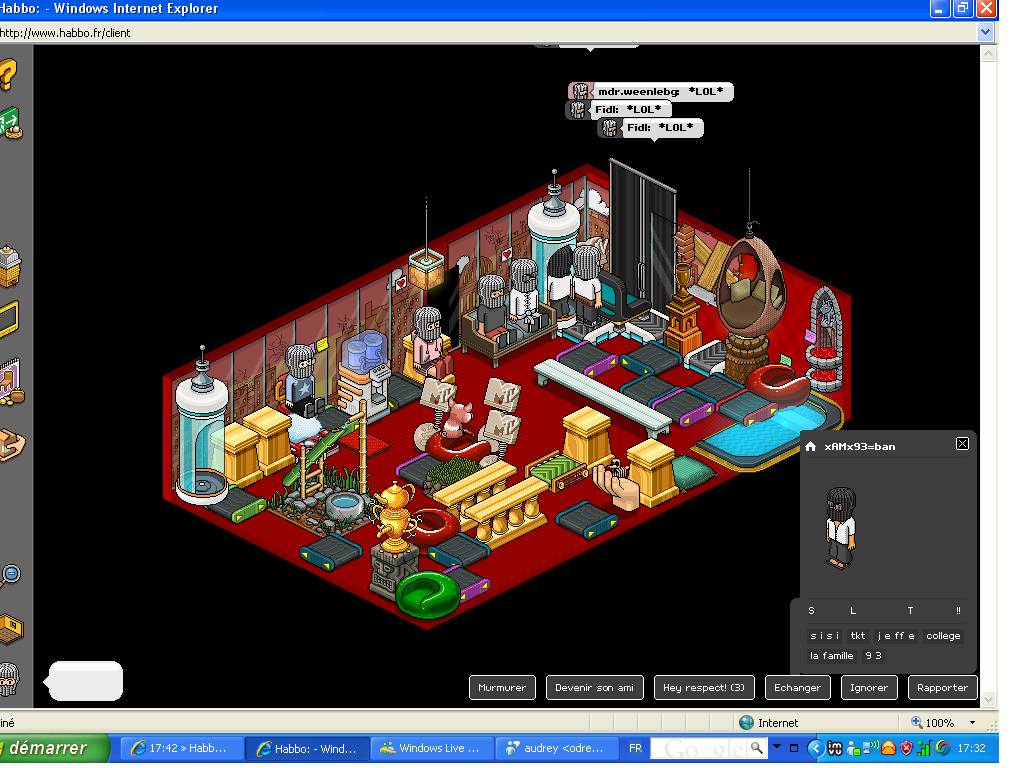 Habbo: - Windows Internet Explorer
http://www.habbo.fr/client
mdr.weenlebg: *LOL*
Fidl: *LOL*
Fidl: *LOL*
xAMx93=ban
S L T !!
s i s i tkt j e ff e college
la famille 9 3
Murmurer Devenir son ami Hey respect! (3) Echanger Ignorer Rapporter
iné Internet 100%
démarrer 17:42 » Habb... Habbo: - Wind... Windows Live ... audrey <odre... FR Google 17:32